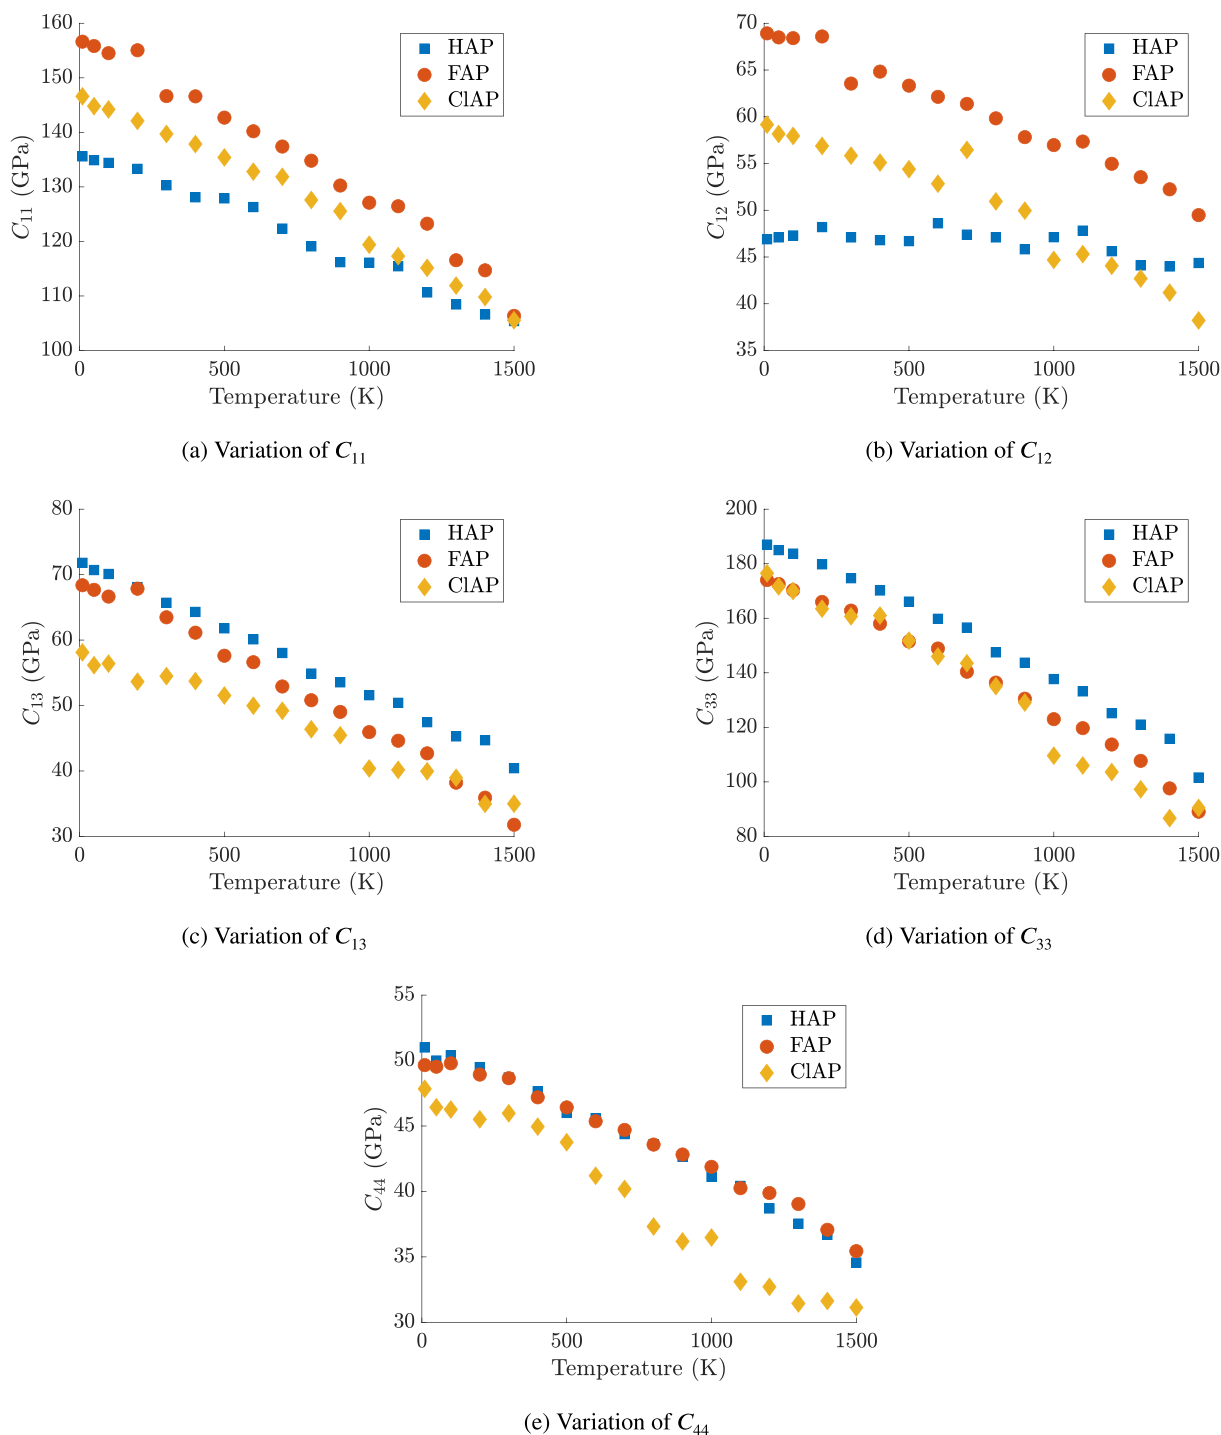 160
150
140
130
120
110
100
C11 (GPa)
HAP
FAP
ClAP
0 500 1000 1500
Temperature (K)
(a) Variation of C11
70
65
60
55
50
45
40
35
C12 (GPa)
HAP
FAP
ClAP
0 500 1000 1500
Temperature (K)
(b) Variation of C12
80
70
60
50
40
30
C13 (GPa)
HAP
FAP
ClAP
0 500 1000 1500
Temperature (K)
(c) Variation of C13
200
180
160
140
120
100
80
C33 (GPa)
HAP
FAP
ClAP
0 500 1000 1500
Temperature (K)
(d) Variation of C33
55
50
45
40
35
30
C44 (GPa)
HAP
FAP
ClAP
0 500 1000 1500
Temperature (K)
(e) Variation of C44